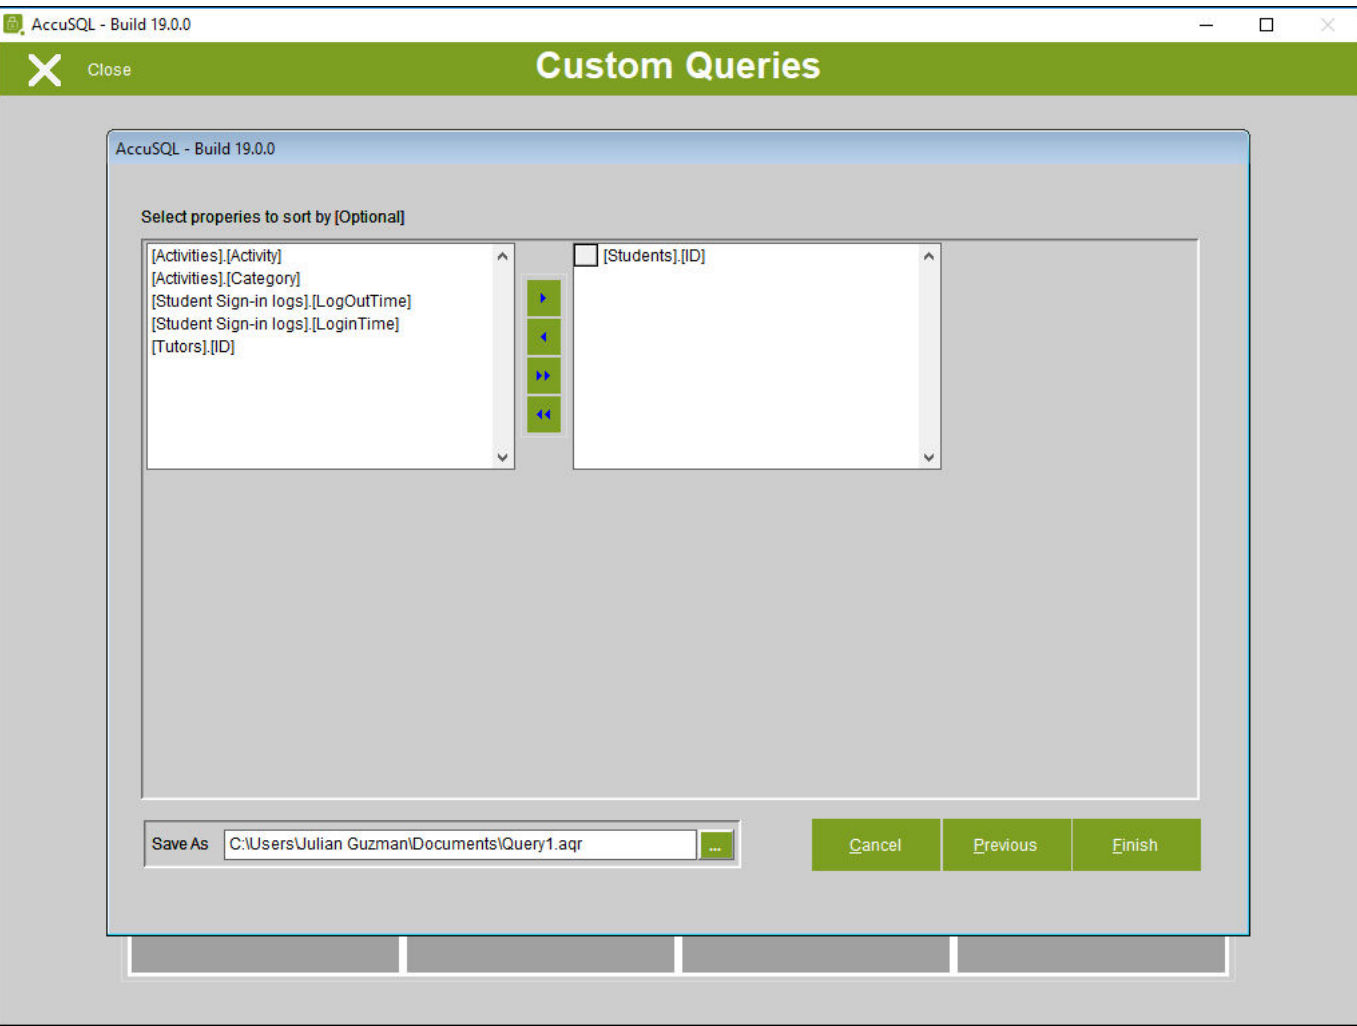 AccuSQL - Build 19.0.0
Close
Custom Queries
AccuSQL - Build 19.0.0
Select properies to sort by [Optional]
[Activities].[Activity]
[Activities].[Category]
[Student Sign-in logs].[LogOutTime]
[Student Sign-in logs].[LoginTime]
[Tutors].[ID]
[Students].[ID]
Save As
C:\Users\Julian Guzman\Documents\Query1.aqr
...
Cancel
Previous
Finish